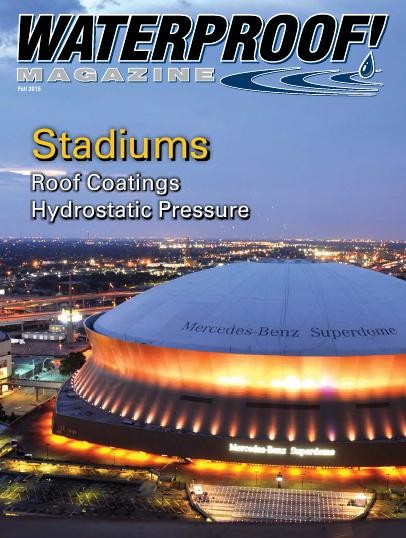 WATERPROOF!
MAGAZINE
Fall 2015
Stadiums
Roof Coatings
Hydrostatic Pressure
Mercedes-Benz Superdome
Mercedes-Benz Superdome